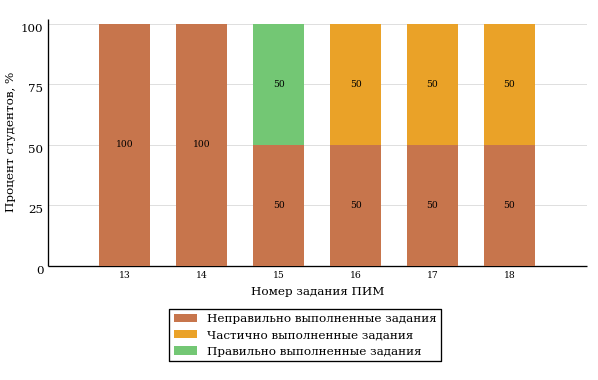 Процент студентов, %
100
75
50
25
0
50 50 50 50
100 100
50 50 50 50
13 14 15 16 17 18
Номер задания ПИМ
Неправильно выполненные задания
Частично выполненные задания
Правильно выполненные задания